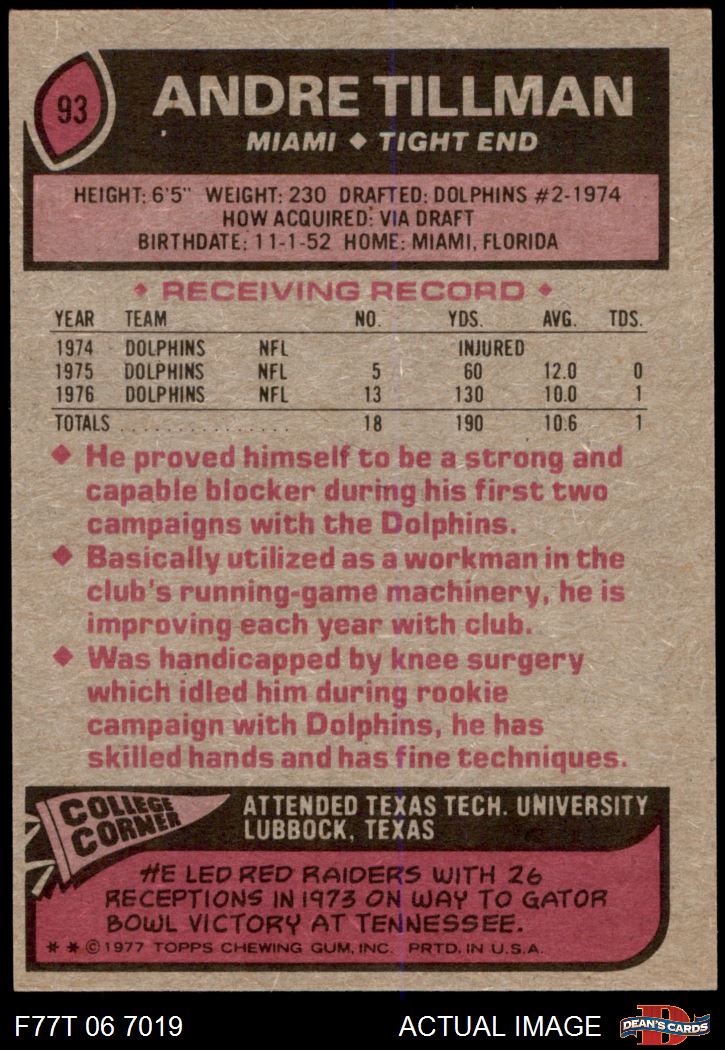 93
ANDRE TILLMAN
MIAMI ◆ TIGHT END
HEIGHT: 6'5" WEIGHT: 230 DRAFTED: DOLPHINS #2-1974
HOW ACQUIRED: VIA DRAFT
BIRTHDATE: 11-1-52 HOME: MIAMI, FLORIDA
◆ RECEIVING RECORD ◆
YEAR TEAM NO. YDS. AVG. TDS.
1974 DOLPHINS NFL INJURED
1975 DOLPHINS NFL 5 60 12.0 0
1976 DOLPHINS NFL 13 130 10.0 1
TOTALS . . . . . . . . . . . . . . 18 190 10.6 1
◆ He proved himself to be a strong and
capable blocker during his first two
campaigns with the Dolphins.
◆ Basically utilized as a workman in the
club's running-game machinery, he is
improving each year with club.
◆ Was handicapped by knee surgery
which idled him during rookie
campaign with Dolphins, he has
skilled hands and has fine techniques.
COLLEGE
CORNER
ATTENDED TEXAS TECH. UNIVERSITY
LUBBOCK, TEXAS
HE LED RED RAIDERS WITH 26
RECEPTIONS IN 1973 ON WAY TO GATOR
BOWL VICTORY AT TENNESSEE.
* * © 1977 TOPPS CHEWING GUM, INC. PRTD. IN U.S.A.
F77T 06 7019 ACTUAL IMAGE
D
DEAN'S CARDS